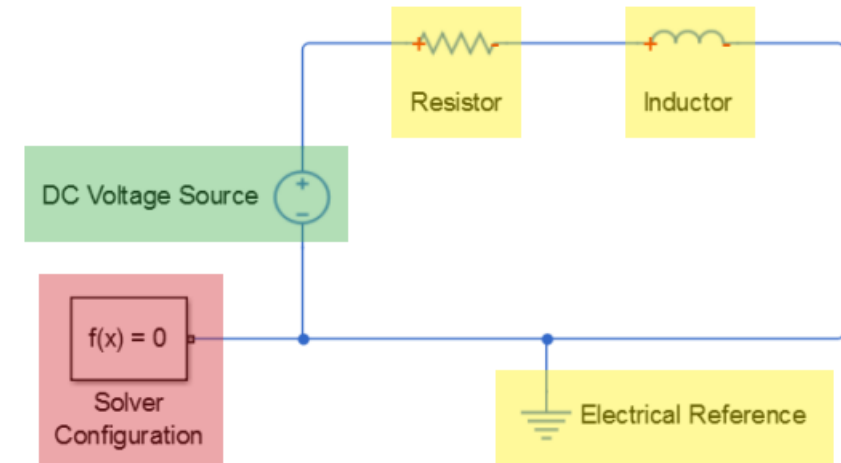 Resistor
Inductor
DC Voltage Source
f(x) = 0
Solver
Configuration
Electrical Reference